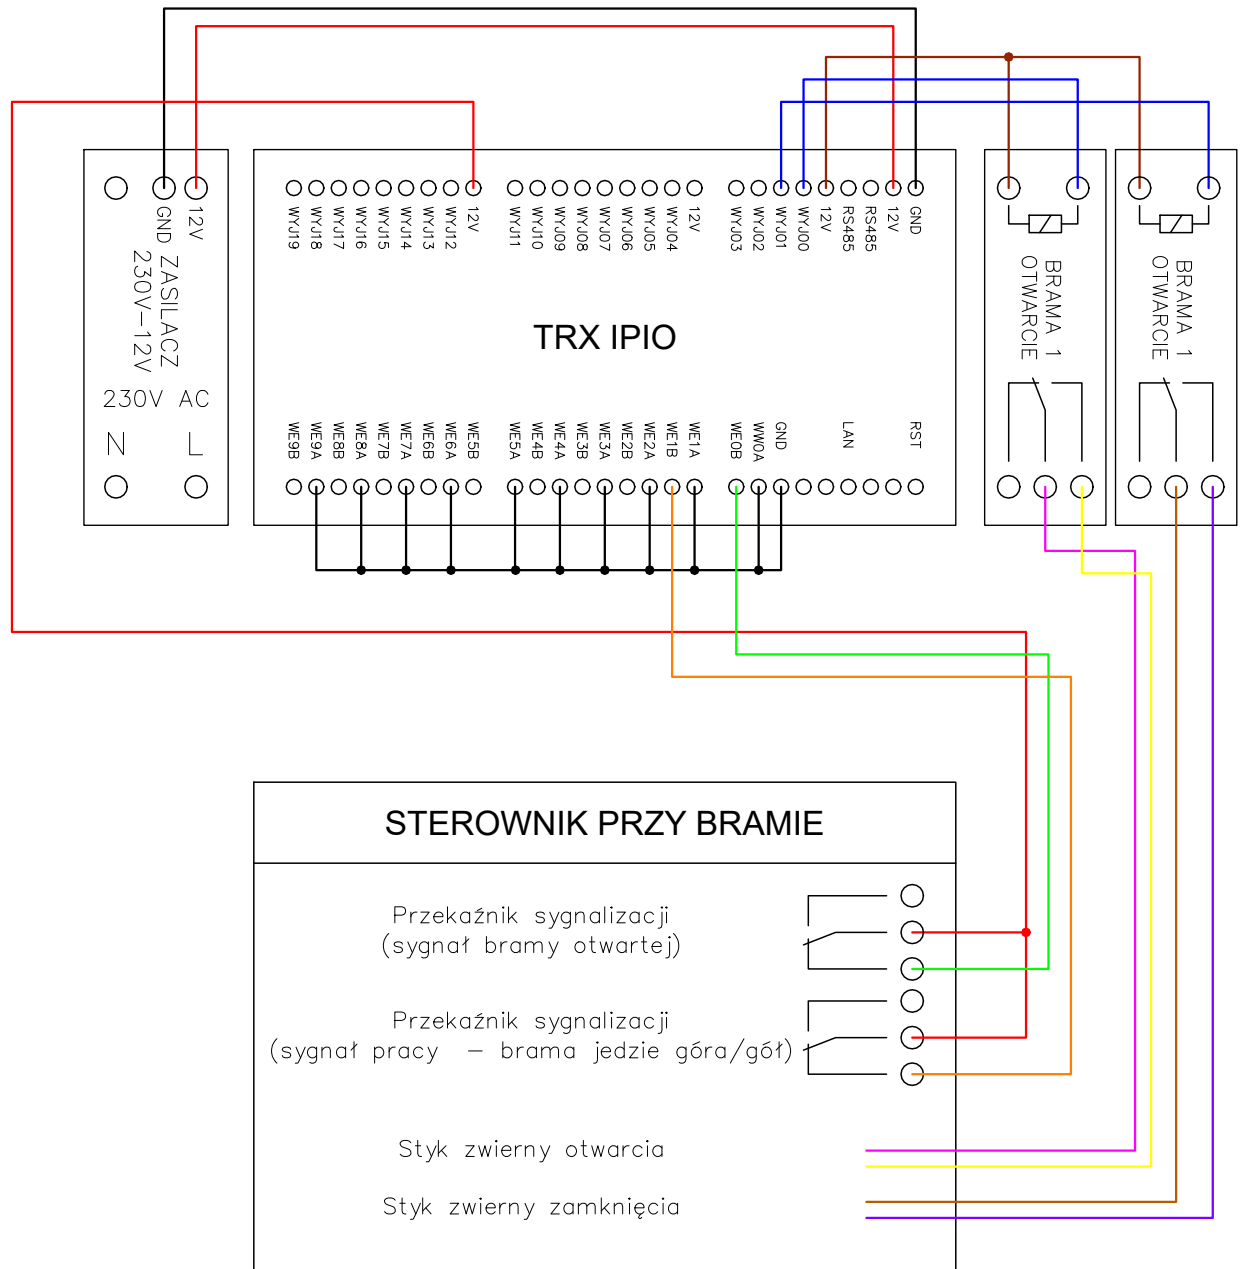 GND
12V
ZASILACZ
230V-12V
230V AC
N
L
WYJ19
WYJ18
WYJ17
WYJ16
WYJ15
WYJ14
WYJ13
WYJ12
12V
WYJ11
WYJ10
WYJ09
WYJ08
WYJ07
WYJ06
WYJ05
WYJ04
12V
WYJ03
WYJ02
WYJ01
WYJ00
12V
RS485
RS485
12V
GND
TRX IPIO
WE9B
WE9A
WE8B
WE8A
WE7B
WE7A
WE6B
WE6A
WE5B
WE5A
WE4B
WE4A
WE3B
WE3A
WE2B
WE2A
WE1B
WE1A
WE0B
WW0A
GND
LAN
RST
BRAMA 1
OTWARCIE
BRAMA 1
OTWARCIE
STEROWNIK PRZY BRAMIE
Przekaźnik sygnalizacji
(sygnał bramy otwartej)
Przekaźnik sygnalizacji
(sygnał pracy – brama jedzie góra/gół)
Styk zwierny otwarcia
Styk zwierny zamknięcia